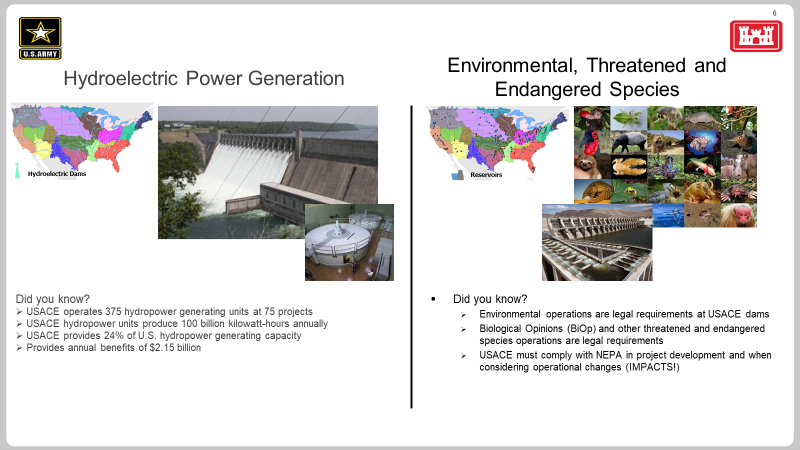 6
U.S.ARMY
Hydroelectric Power Generation
Hydroelectric Dams
Did you know?
➢ USACE operates 375 hydropower generating units at 75 projects
➢ USACE hydropower units produce 100 billion kilowatt-hours annually
➢ USACE provides 24% of U.S. hydropower generating capacity
➢ Provides annual benefits of $2.15 billion
Environmental, Threatened and
Endangered Species
Reservoirs
▪ Did you know?
➢ Environmental operations are legal requirements at USACE dams
➢ Biological Opinions (BiOp) and other threatened and endangered
species operations are legal requirements
➢ USACE must comply with NEPA in project development and when
considering operational changes (IMPACTS!)